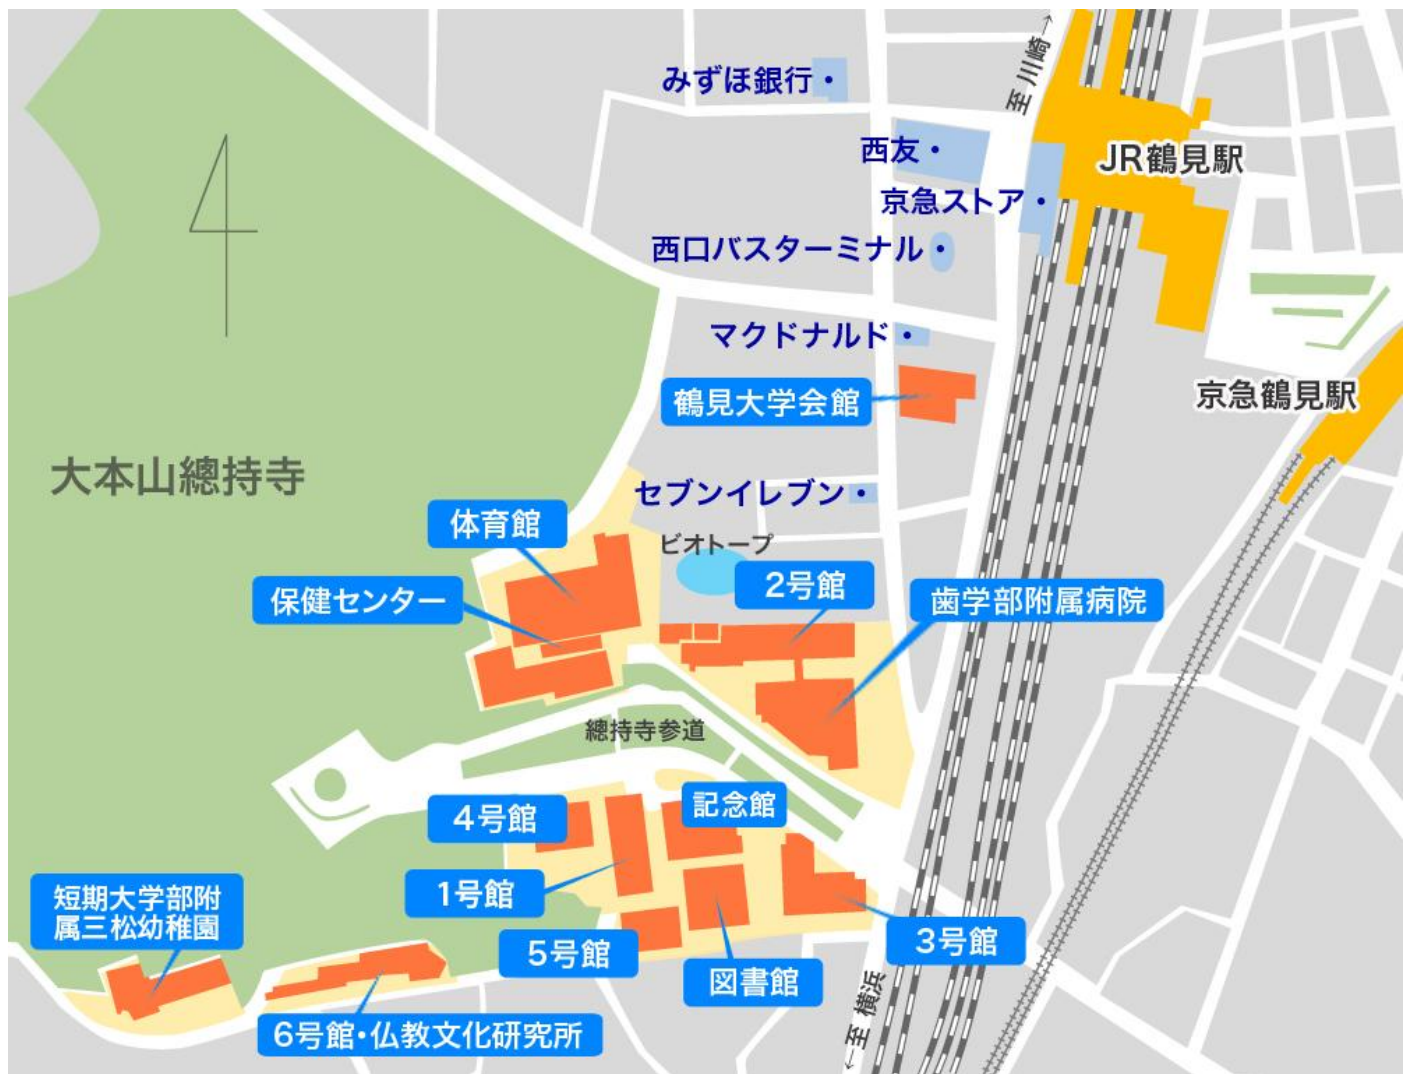 みずほ銀行
至 川崎→
西友
JR鶴見駅
京急ストア
西口バスターミナル
マクドナルド
鶴見大学会館
京急鶴見駅
大本山總持寺
セブンイレブン
体育館
ビオトープ
2号館
保健センター
歯学部附属病院
總持寺参道
記念館
4号館
1号館
短期大学部附
属三松幼稚園
5号館
3号館
図書館
←至 横浜
6号館・仏教文化研究所